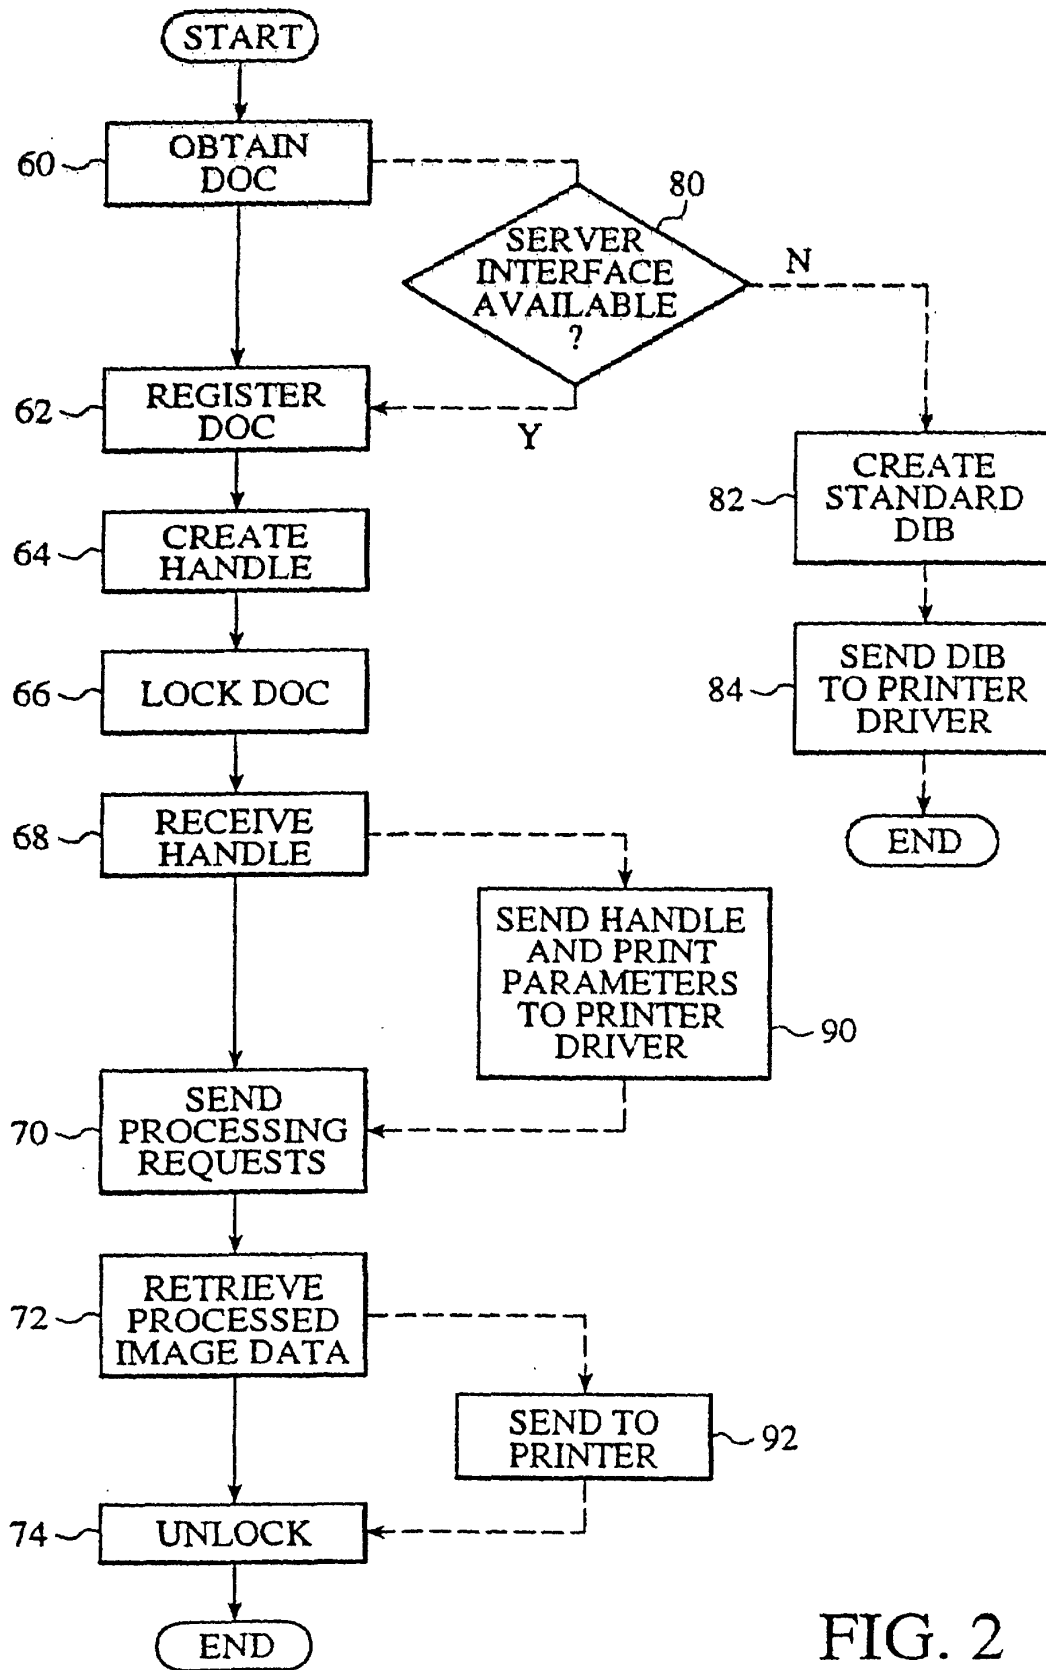 START
60
OBTAIN
DOC
80
SERVER
INTERFACE
AVAILABLE
?
N
Y
62
REGISTER
DOC
82
CREATE
STANDARD
DIB
64
CREATE
HANDLE
84
SEND DIB
TO PRINTER
DRIVER
66
LOCK DOC
END
68
RECEIVE
HANDLE
SEND HANDLE
AND PRINT
PARAMETERS
TO PRINTER
DRIVER
90
70
SEND
PROCESSING
REQUESTS
72
RETRIEVE
PROCESSED
IMAGE DATA
SEND TO
PRINTER
92
74
UNLOCK
END
FIG. 2